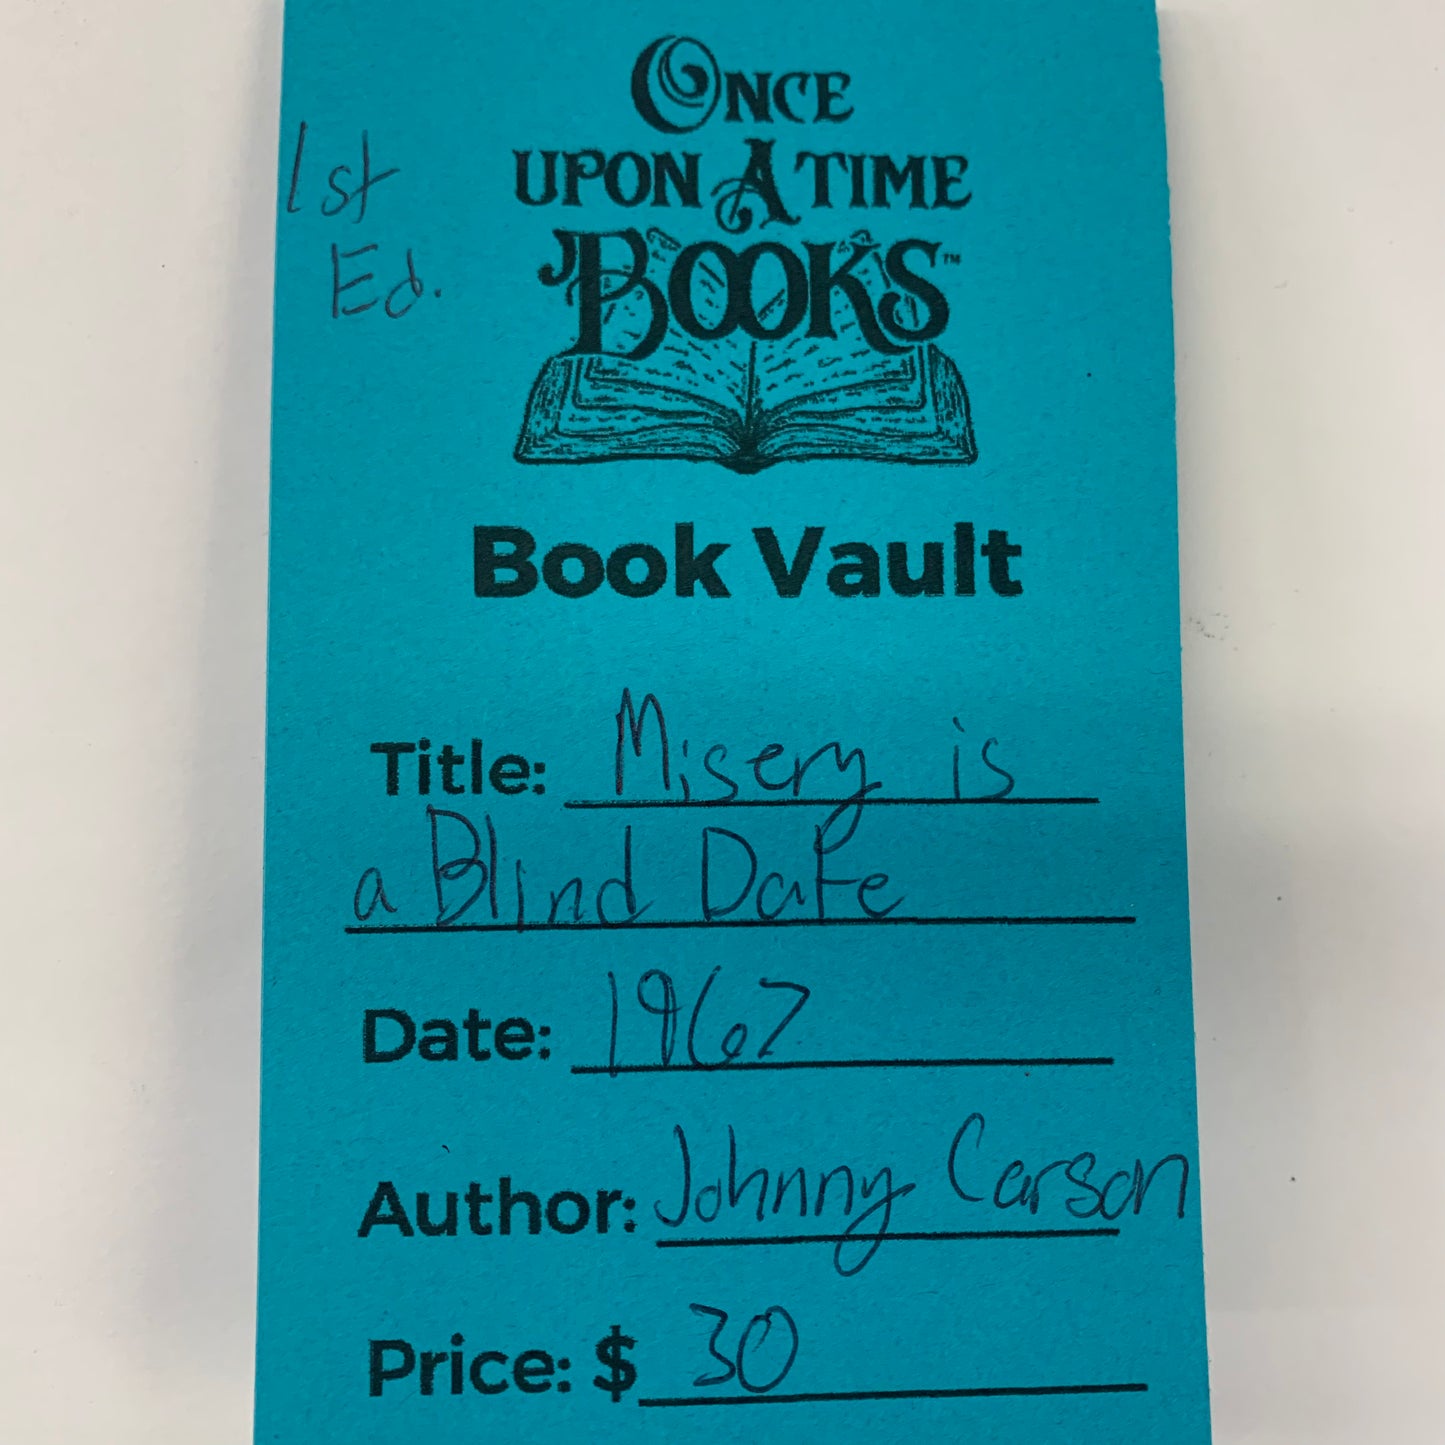 ONCE
UPON A TIME
BOOKS™
1st
Ed.
Book Vault
Title: Misery is
a Blind Date
Date: 1967
Author: Johnny Carson
Price: $ 30